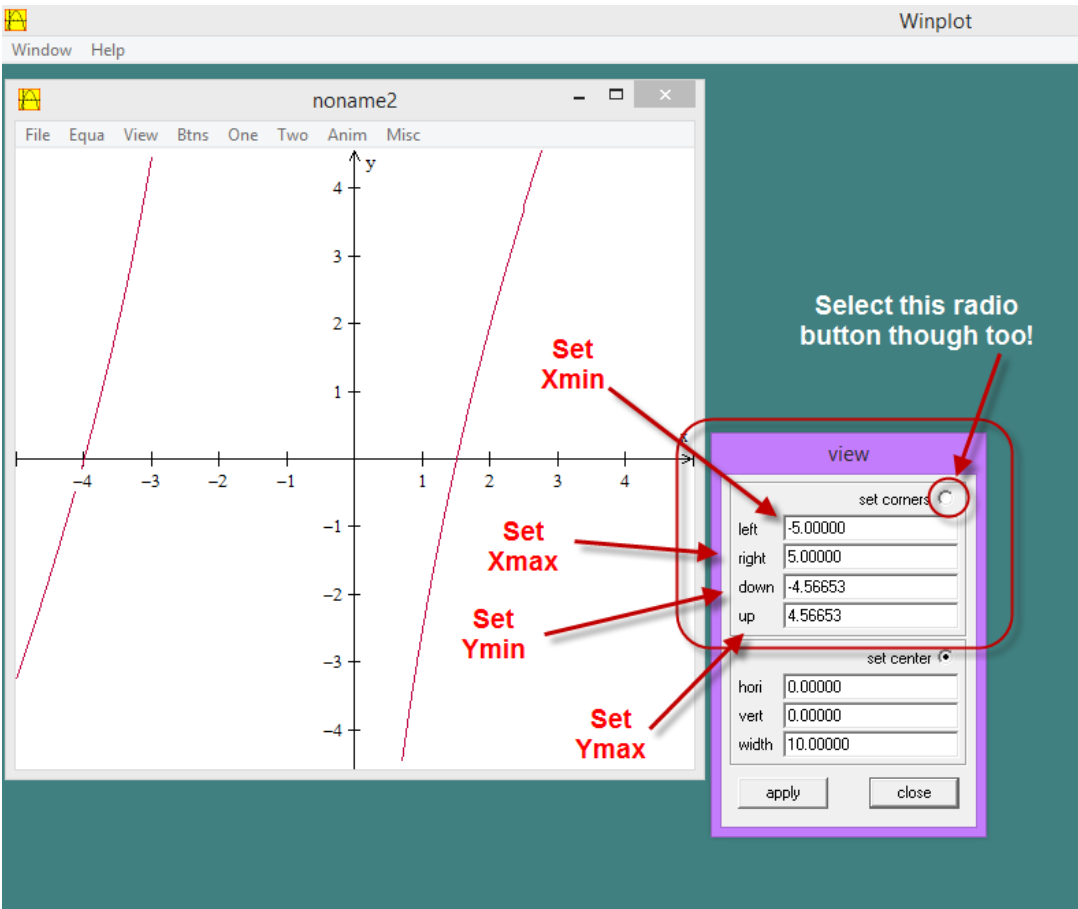 Winplot
Window Help
noname2
File Equa View Btns One Two Anim Misc
y
4
3
2
1
−1
−2
−3
−4
−4 −3 −2 −1 1 2 3 4
x
Set
Xmin
Set
Xmax
Set
Ymin
Set
Ymax
Select this radio
button though too!
view
set corners
left -5.00000
right 5.00000
down -4.56653
up 4.56653
set center
hori 0.00000
vert 0.00000
width 10.00000
apply close